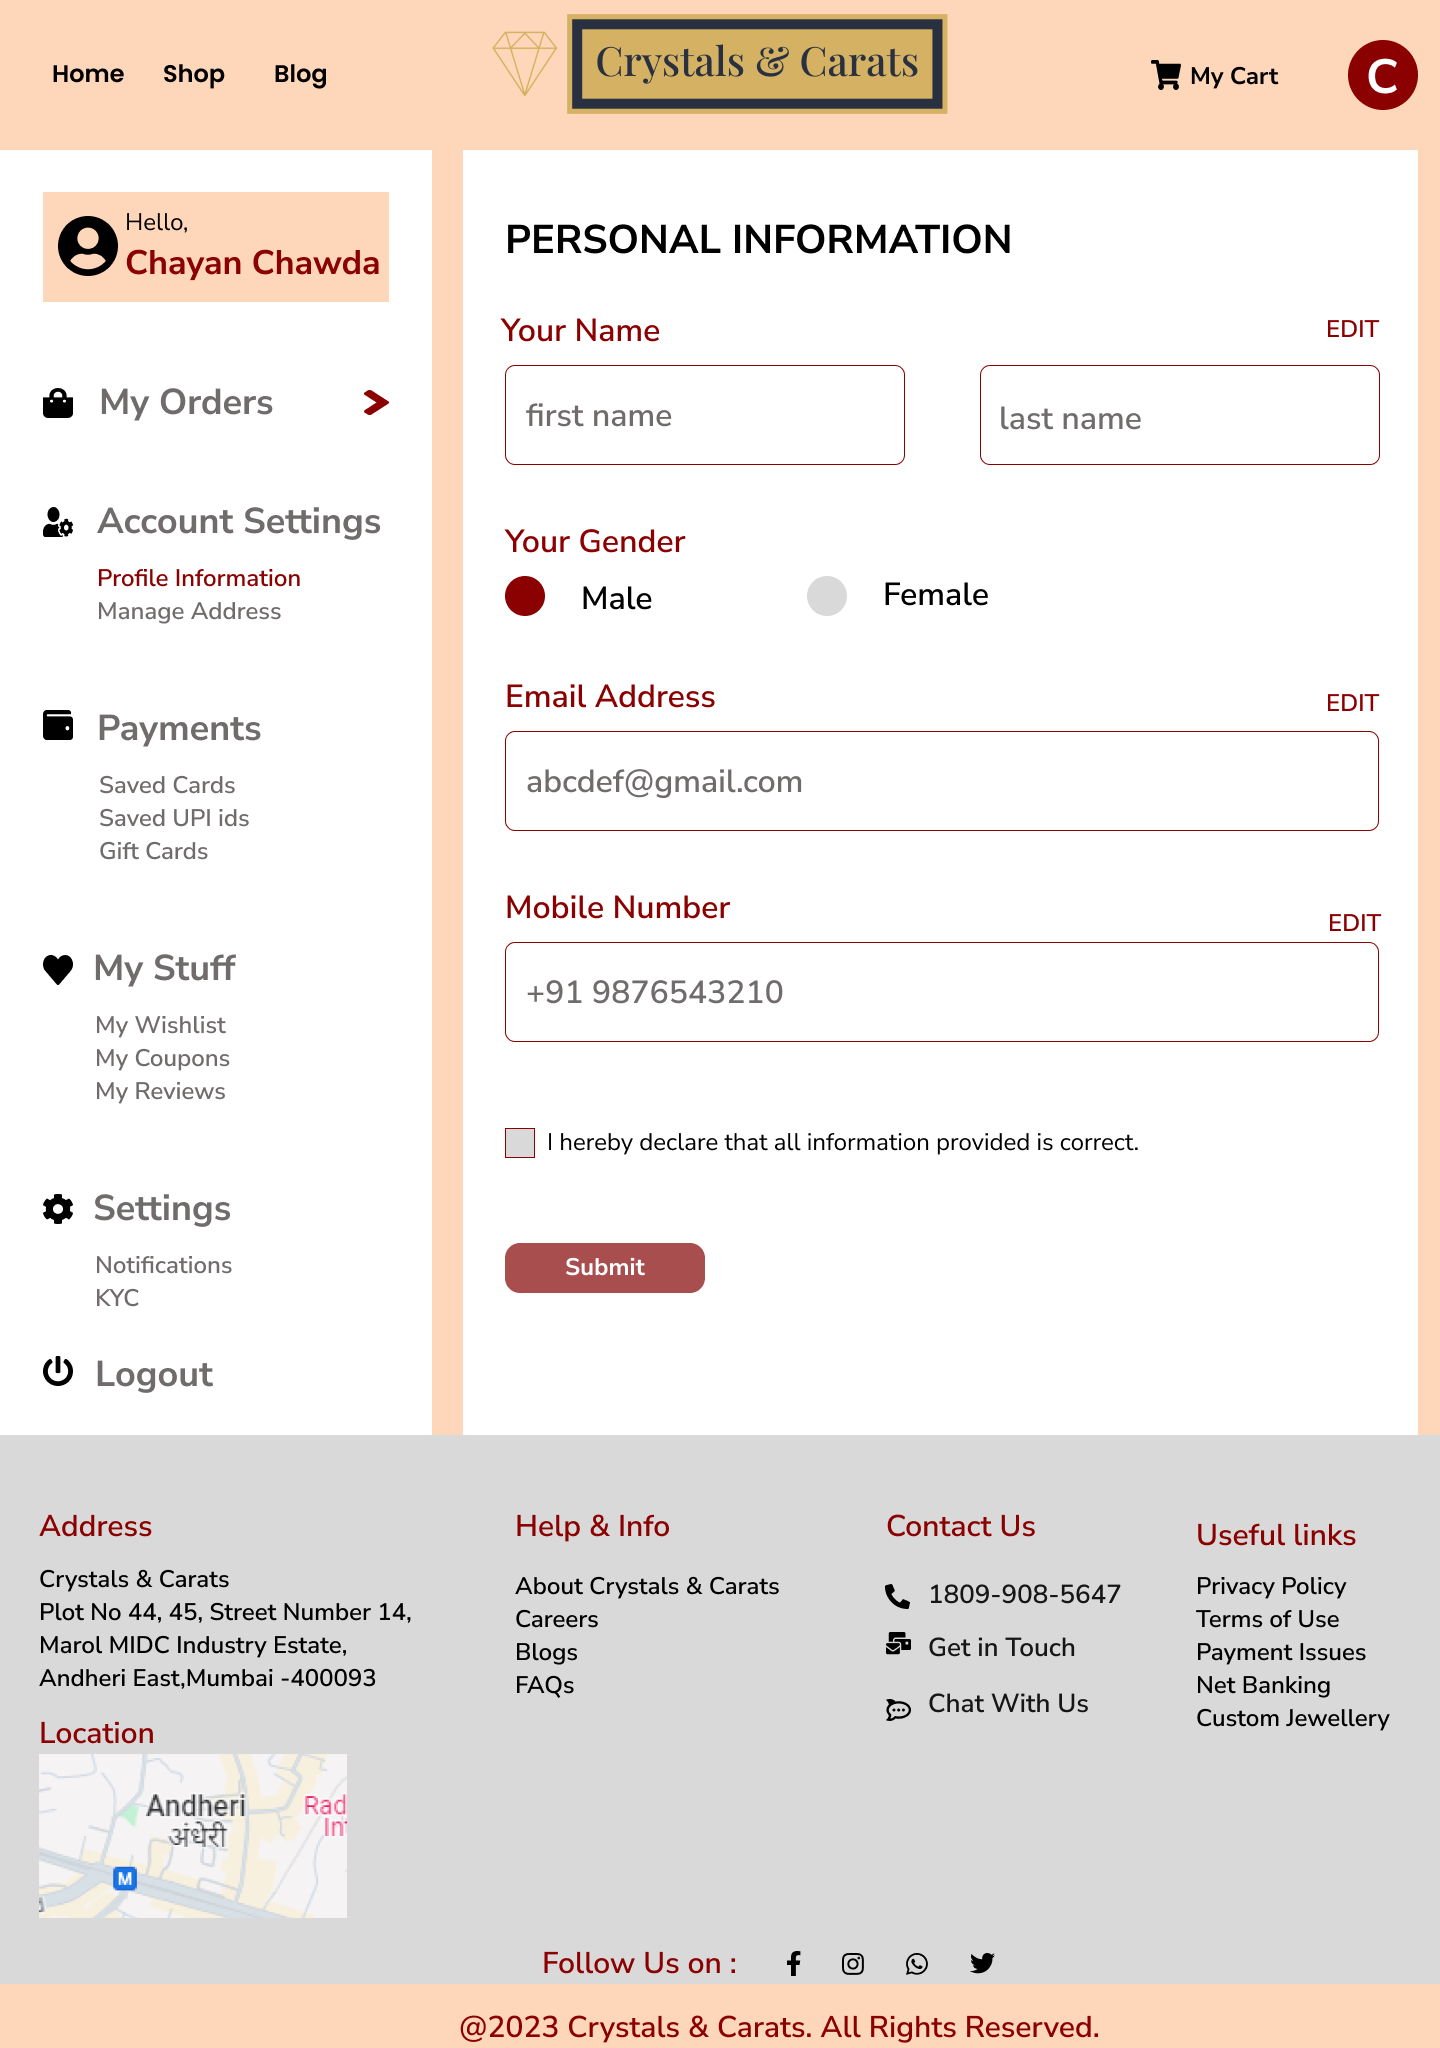 Home Shop Blog
Crystals & Carats
My Cart
C
Hello,
Chayan Chawda
My Orders
Account Settings
Profile Information
Manage Address
Payments
Saved Cards
Saved UPI ids
Gift Cards
My Stuff
My Wishlist
My Coupons
My Reviews
Settings
Notifications
KYC
Logout
PERSONAL INFORMATION
Your Name
EDIT
first name
last name
Your Gender
Male
Female
Email Address
EDIT
abcdef@gmail.com
Mobile Number
EDIT
+91 9876543210
I hereby declare that all information provided is correct.
Submit
Address
Crystals & Carats
Plot No 44, 45, Street Number 14,
Marol MIDC Industry Estate,
Andheri East,Mumbai -400093
Location
Andheri
अंधेरी
Rad
Int
M
Help & Info
About Crystals & Carats
Careers
Blogs
FAQs
Contact Us
1809-908-5647
Get in Touch
Chat With Us
Useful links
Privacy Policy
Terms of Use
Payment Issues
Net Banking
Custom Jewellery
Follow Us on :
@2023 Crystals & Carats. All Rights Reserved.